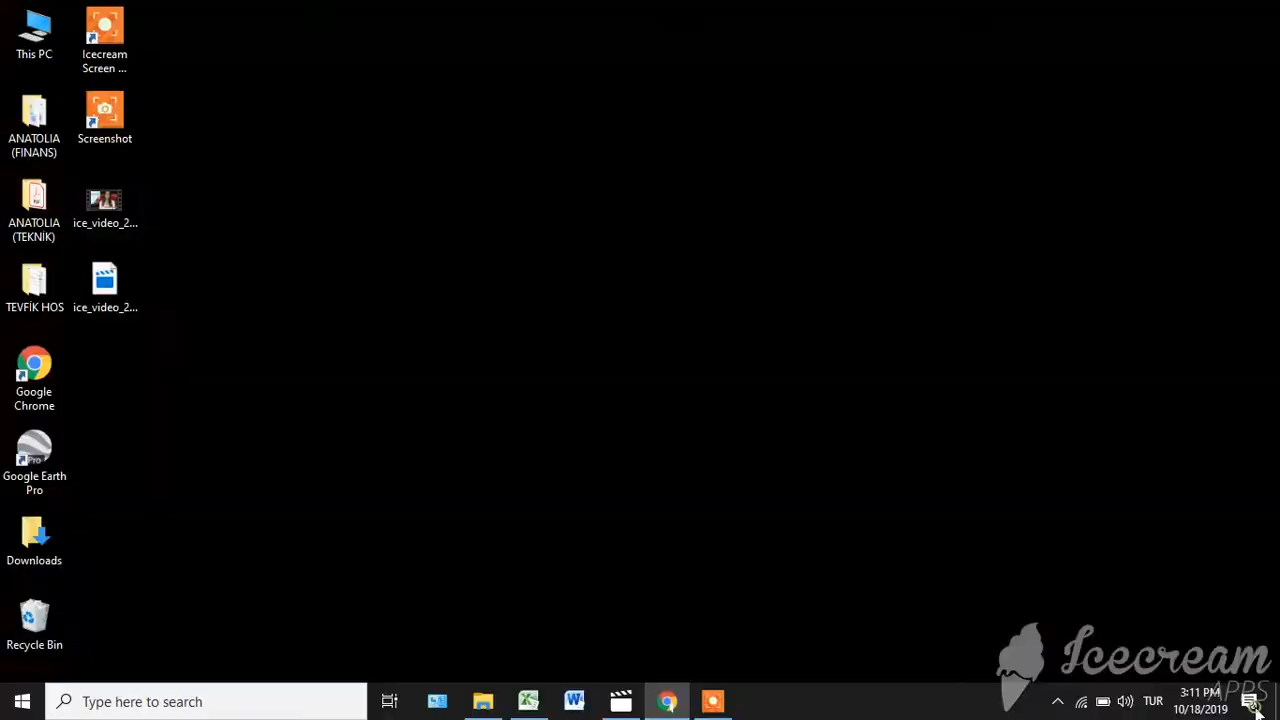 This PC
Icecream
Screen ...
ANATOLIA
(FINANS)
Screenshot
ANATOLIA
(TEKNİK)
ice_video_2...
TEVFİK HOS
ice_video_2...
Google
Chrome
Google Earth
Pro
Downloads
Recycle Bin
Icecream
APPS
Type here to search
TUR
3:11 PM
10/18/2019